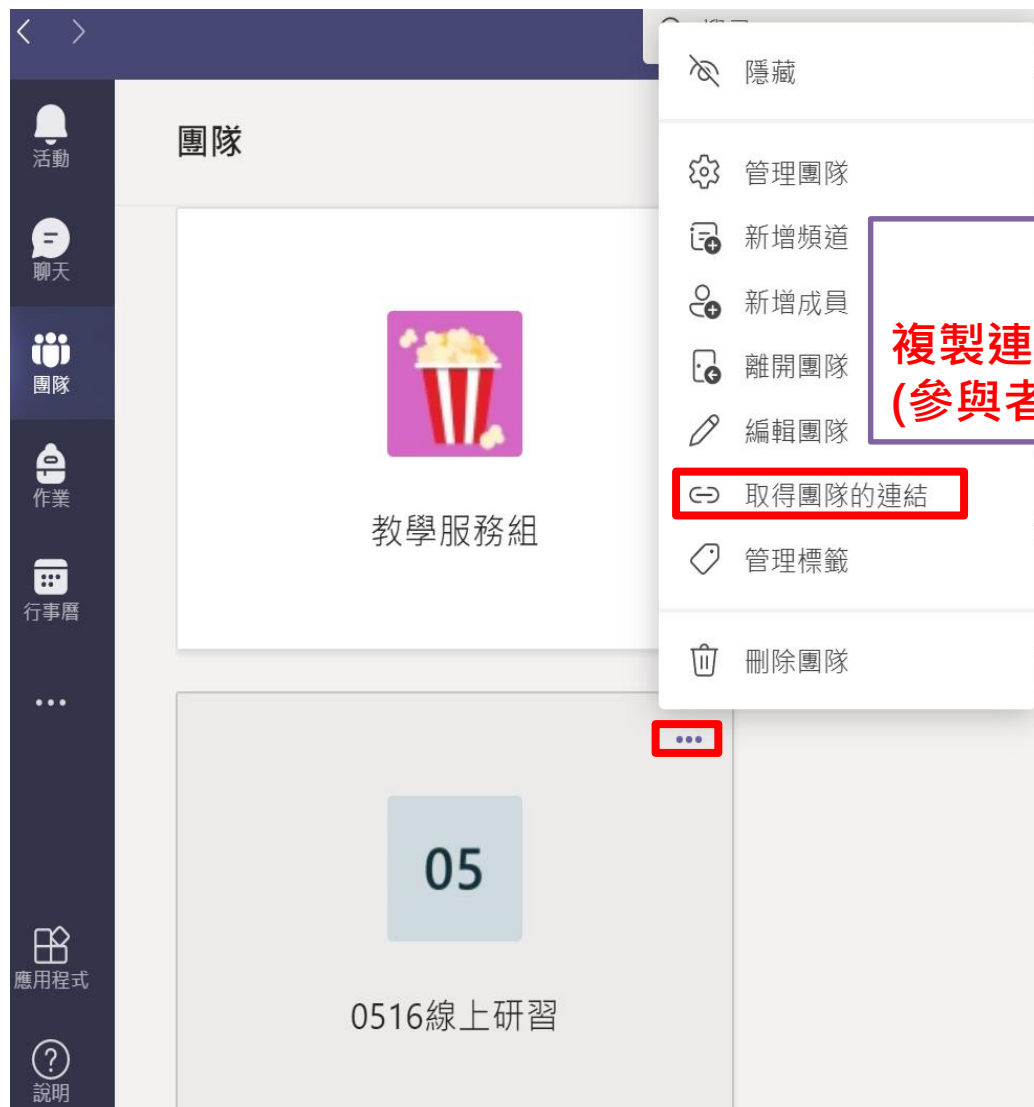 隱藏
活動
團隊
管理團隊
新增頻道
聊天
新增成員
複製連
離開團隊
(參與者
團隊
編輯團隊
取得團隊的連結
作業
教學服務組
管理標籤
行事曆
刪除團隊
05
應用程式
0516線上研習
說明